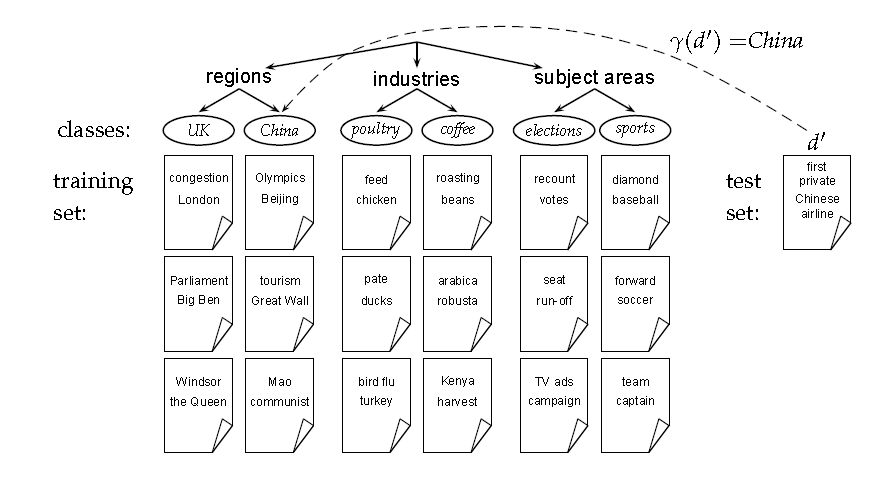 γ(d′) =China
regions
industries
subject areas
classes:
UK
China
poultry
coffee
elections
sports
d′
training
set:
congestion
London
Olympics
Beijing
feed
chicken
roasting
beans
recount
votes
diamond
baseball
test
set:
first
private
Chinese
airline
Parliament
Big Ben
tourism
Great Wall
pate
ducks
arabica
robusta
seat
run-off
forward
soccer
Windsor
the Queen
Mao
communist
bird flu
turkey
Kenya
harvest
TV ads
campaign
team
captain